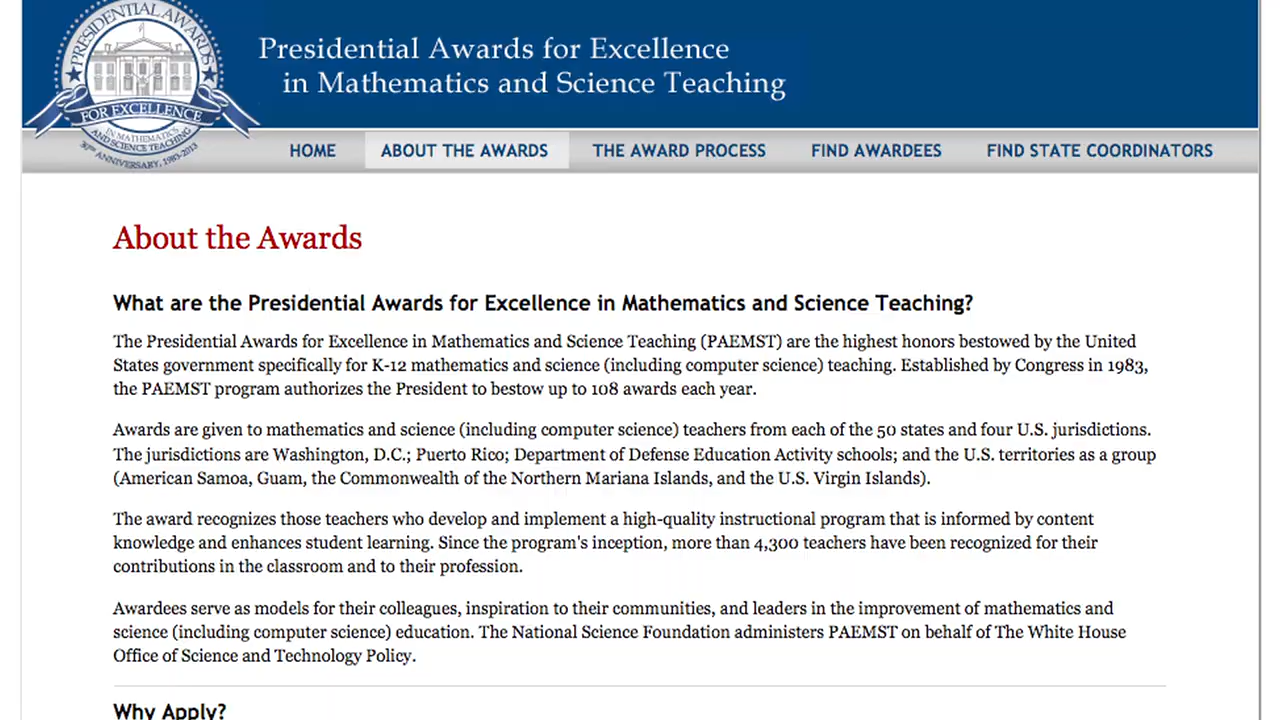 PRESIDENTIAL AWARDS
FOR EXCELLENCE
IN MATHEMATICS
AND SCIENCE TEACHING
30TH ANNIVERSARY, 1983-2013
Presidential Awards for Excellence
in Mathematics and Science Teaching
HOME ABOUT THE AWARDS THE AWARD PROCESS FIND AWARDEES FIND STATE COORDINATORS
About the Awards
What are the Presidential Awards for Excellence in Mathematics and Science Teaching?
The Presidential Awards for Excellence in Mathematics and Science Teaching (PAEMST) are the highest honors bestowed by the United
States government specifically for K-12 mathematics and science (including computer science) teaching. Established by Congress in 1983,
the PAEMST program authorizes the President to bestow up to 108 awards each year.
Awards are given to mathematics and science (including computer science) teachers from each of the 50 states and four U.S. jurisdictions.
The jurisdictions are Washington, D.C.; Puerto Rico; Department of Defense Education Activity schools; and the U.S. territories as a group
(American Samoa, Guam, the Commonwealth of the Northern Mariana Islands, and the U.S. Virgin Islands).
The award recognizes those teachers who develop and implement a high-quality instructional program that is informed by content
knowledge and enhances student learning. Since the program's inception, more than 4,300 teachers have been recognized for their
contributions in the classroom and to their profession.
Awardees serve as models for their colleagues, inspiration to their communities, and leaders in the improvement of mathematics and
science (including computer science) education. The National Science Foundation administers PAEMST on behalf of The White House
Office of Science and Technology Policy.
Why Apply?